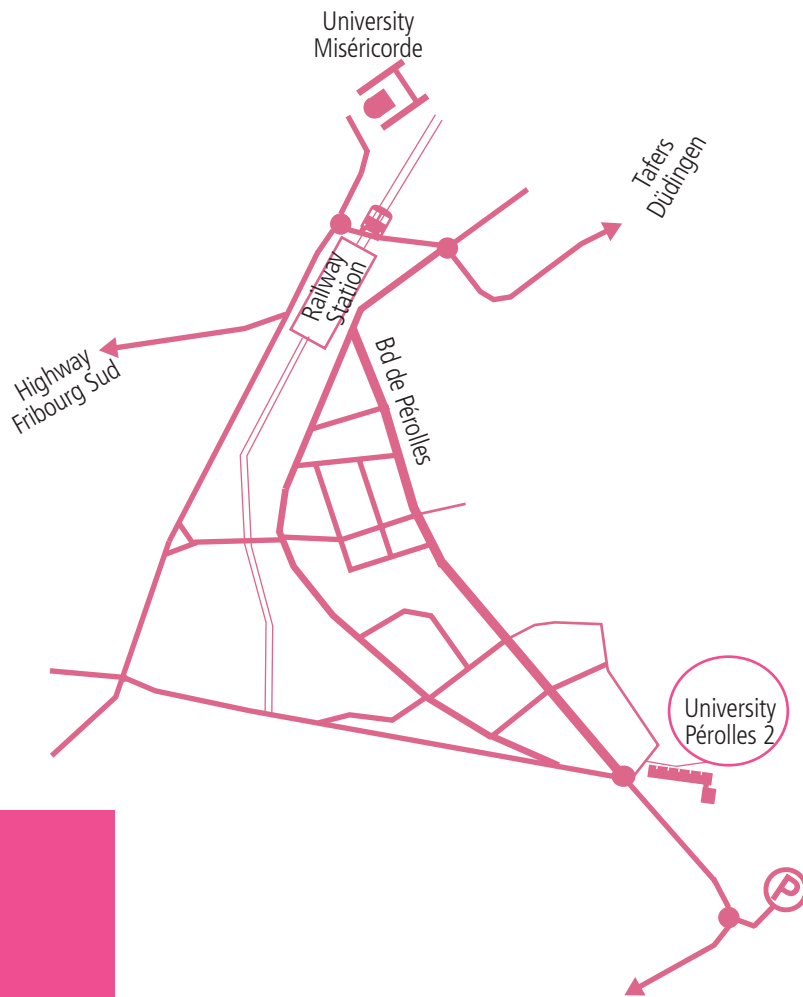 University
Miséricorde
Tafers
Düdingen
Railway
Station
Highway
Fribourg Sud
Bd de Pérolles
University
Pérolles 2
P